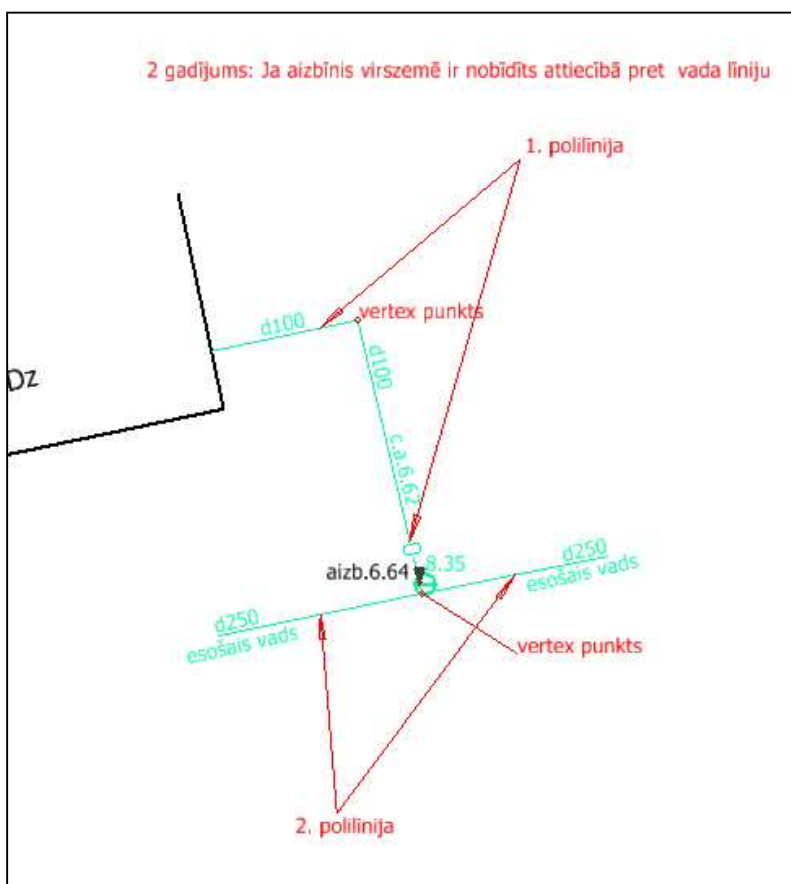 2 gadījums: Ja aizbīnis virszemē ir nobīdīts attiecībā pret vada līniju
1. polilīnija
vertex punkts
d100
d100
Dz
c.a.6.62
aizb.6.64
8.35
d250
esošais vads
d250
esošais vads
vertex punkts
2. polilīnija